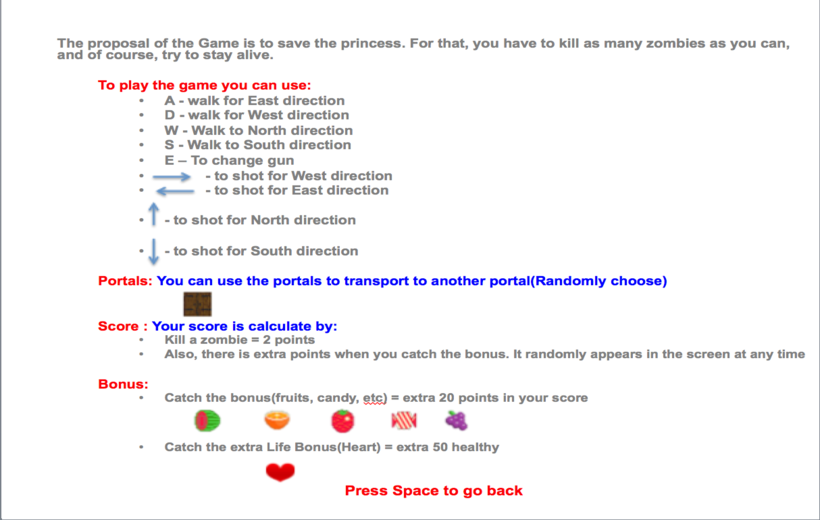 The proposal of the Game is to save the princess. For that, you have to kill as many zombies as you can,
and of course, try to stay alive.
To play the game you can use:
• A - walk for East direction
• D - walk for West direction
• W - Walk to North direction
• S - Walk to South direction
• E – To change gun
• - to shot for West direction
• - to shot for East direction
• - to shot for North direction
• - to shot for South direction
Portals: You can use the portals to transport to another portal(Randomly choose)
Score : Your score is calculate by:
• Kill a zombie = 2 points
• Also, there is extra points when you catch the bonus. It randomly appears in the screen at any time
Bonus:
• Catch the bonus(fruits, candy, etc) = extra 20 points in your score
• Catch the extra Life Bonus(Heart) = extra 50 healthy
Press Space to go back